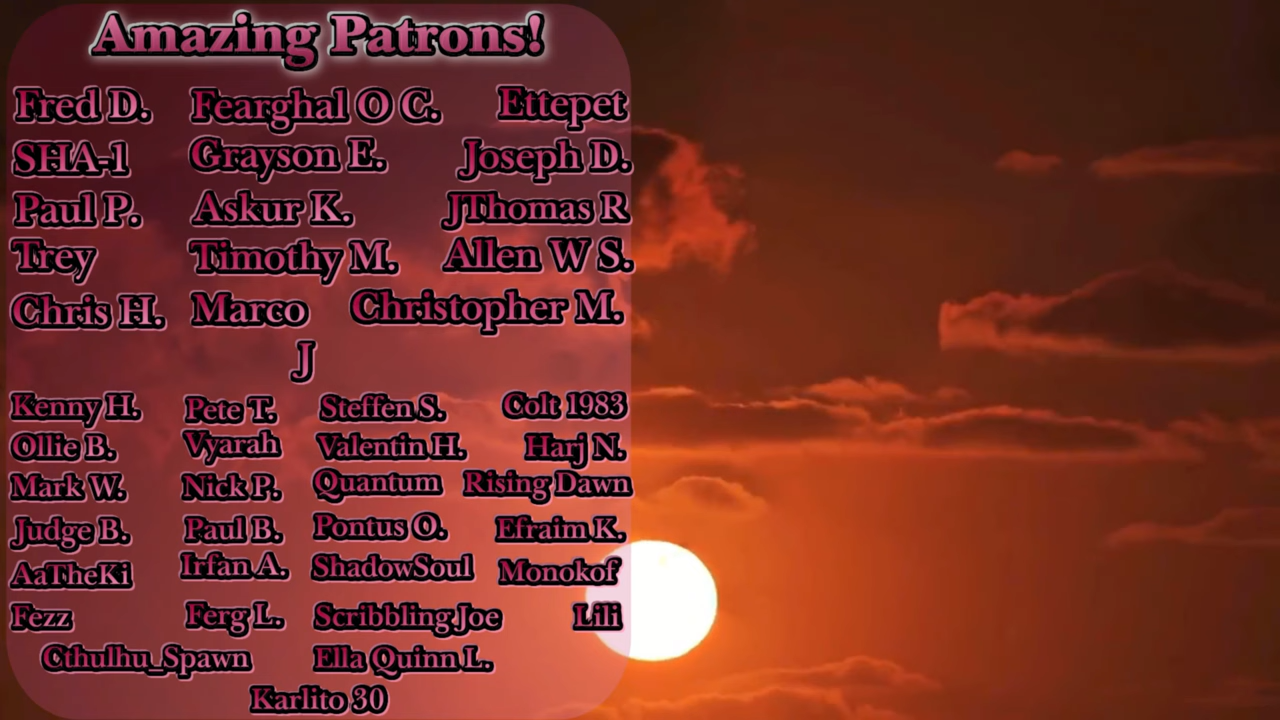 Amazing Patrons!
Fred D. Fearghal O C. Ettepet
SHA-1 Grayson E. Joseph D.
Paul P. Askur K. JThomas R
Trey Timothy M. Allen W S.
Chris H. Marco Christopher M.
J
Kenny H. Pete T. Steffen S. Colt 1983
Ollie B. Vyarah Valentin H. Harj N.
Mark W. Nick P. Quantum Rising Dawn
Judge B. Paul B. Pontus O. Efraim K.
AaTheKi Irfan A. ShadowSoul Monokof
Fezz Ferg L. Scribbling Joe Lili
Cthulhu_Spawn Ella Quinn L.
Karlito 30